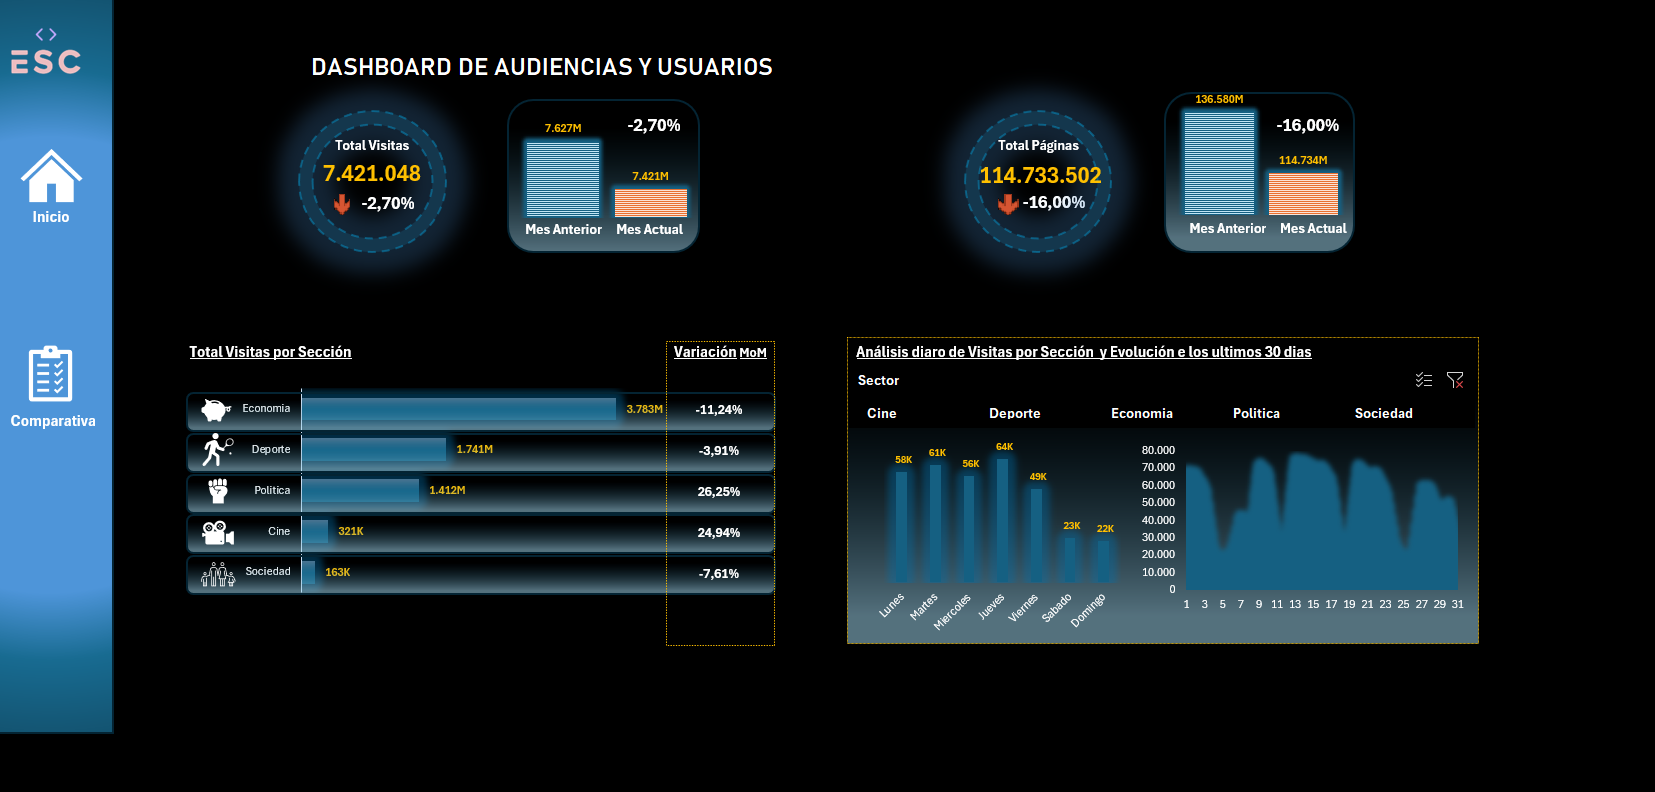 <>
ESC
Inicio
Comparativa
DASHBOARD DE AUDIENCIAS Y USUARIOS
Total Visitas
7.421.048
-2,70%
7.627M
-2,70%
7.421M
Mes Anterior Mes Actual
Total Páginas
114.733.502
-16,00%
136.580M
-16,00%
114.734M
Mes Anterior Mes Actual
Total Visitas por Sección
Variación MoM
Economia 3.783M -11,24%
Deporte 1.741M -3,91%
Politica 1.412M 26,25%
Cine 321K 24,94%
Sociedad 163K -7,61%
Análisis diaro de Visitas por Sección y Evolución e los ultimos 30 dias
Sector
Cine Deporte Economia Politica Sociedad
58K 61K 56K 64K 49K 23K 22K
Lunes Martes Miercoles Jueves Viernes Sabado Domingo
80.000
70.000
60.000
50.000
40.000
30.000
20.000
10.000
0
1 3 5 7 9 11 13 15 17 19 21 23 25 27 29 31